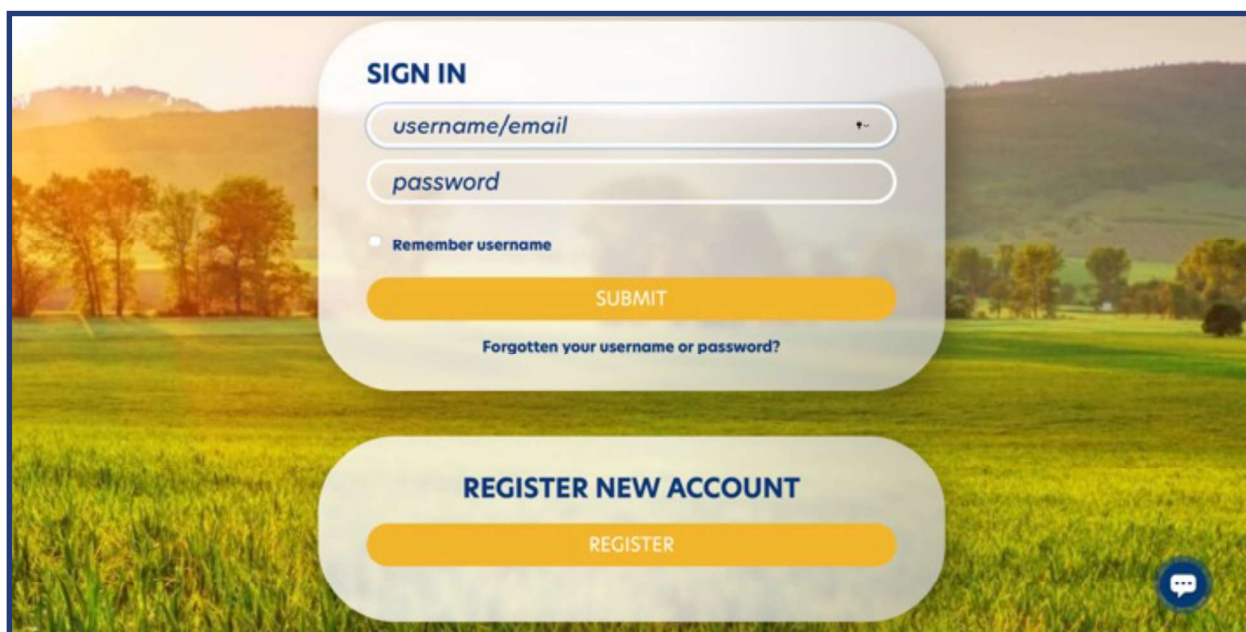 SIGN IN
username/email
password
Remember username
SUBMIT
Forgotten your username or password?
REGISTER NEW ACCOUNT
REGISTER